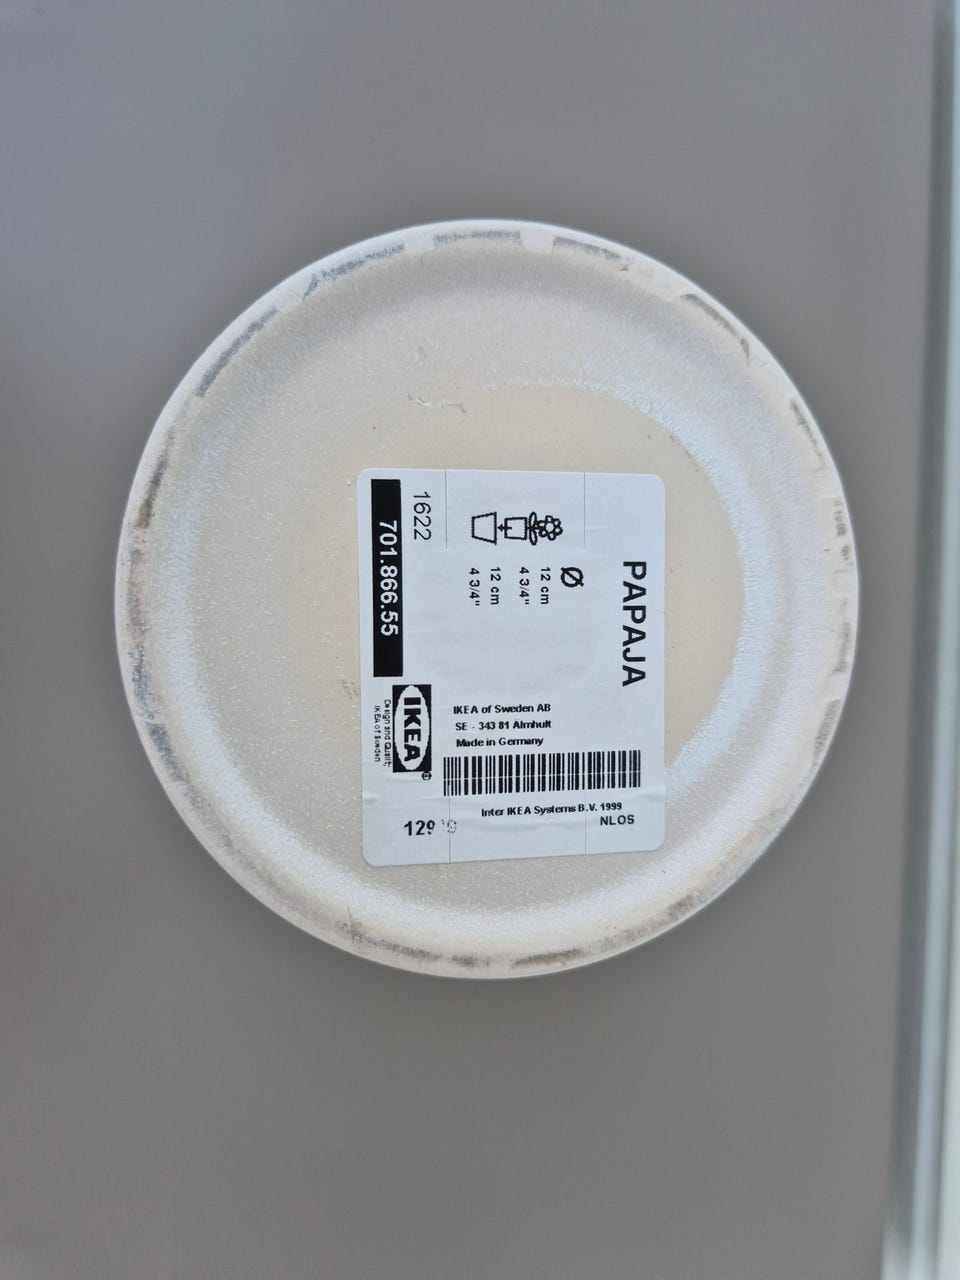 PAPAJA
Ø
12 cm
4 3/4"
12 cm
4 3/4"
1622
701.866.55
IKEA®
Design and Quality,
IKEA of Sweden
IKEA of Sweden AB
SE - 343 81 Älmhult
Made in Germany
Inter IKEA Systems B.V. 1999
NLOS